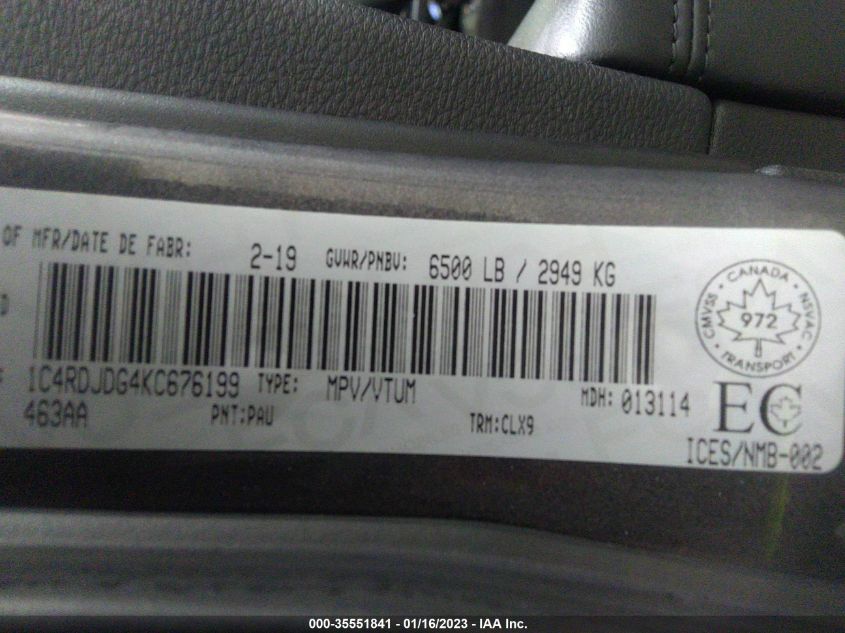 OF MFR/DATE DE FABR: 2-19 GVWR/PNBV: 6500 LB / 2949 KG
CANADA
CMVSS 972 NSVAC
TRANSPORT
1C4RDJDG4KC676199 TYPE: MPV/VTUM MDH: 013114
463AA PNT:PAU TRM:CLX9
EC
ICES/NMB-002
000-35551841 - 01/16/2023 - © IAA Inc.